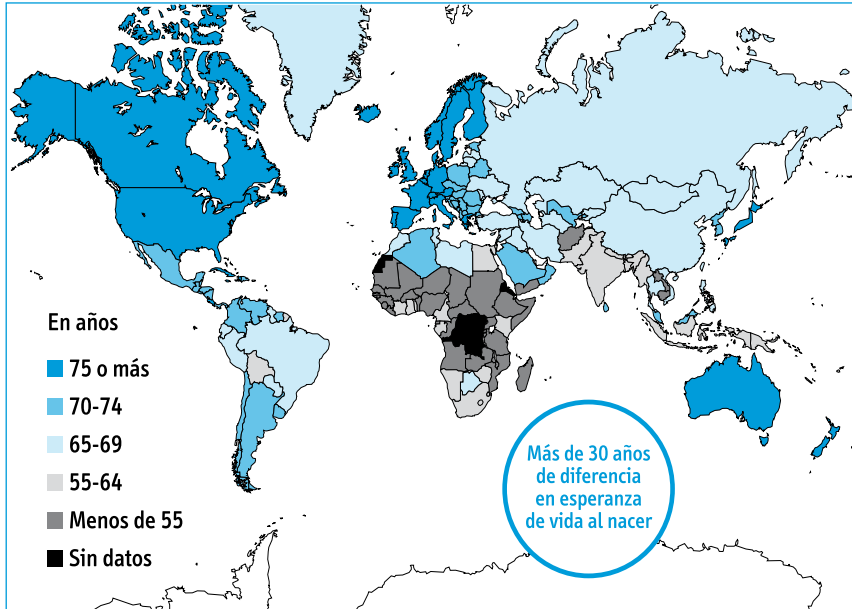 En años
75 o más
70-74
65-69
55-64
Menos de 55
Sin datos
Más de 30 años
de diferencia
en esperanza
de vida al nacer